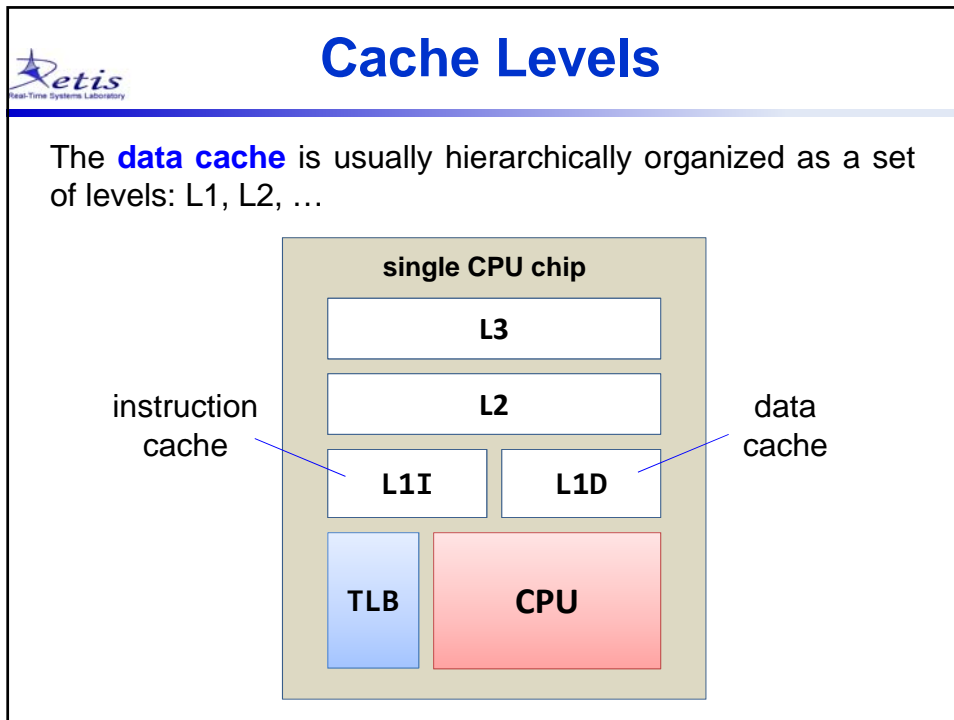 Cache Levels
Retis
Real-Time Systems Laboratory
The data cache is usually hierarchically organized as a set
of levels: L1, L2, …
single CPU chip
L3
L2
instruction
cache
data
cache
L1I
L1D
TLB
CPU